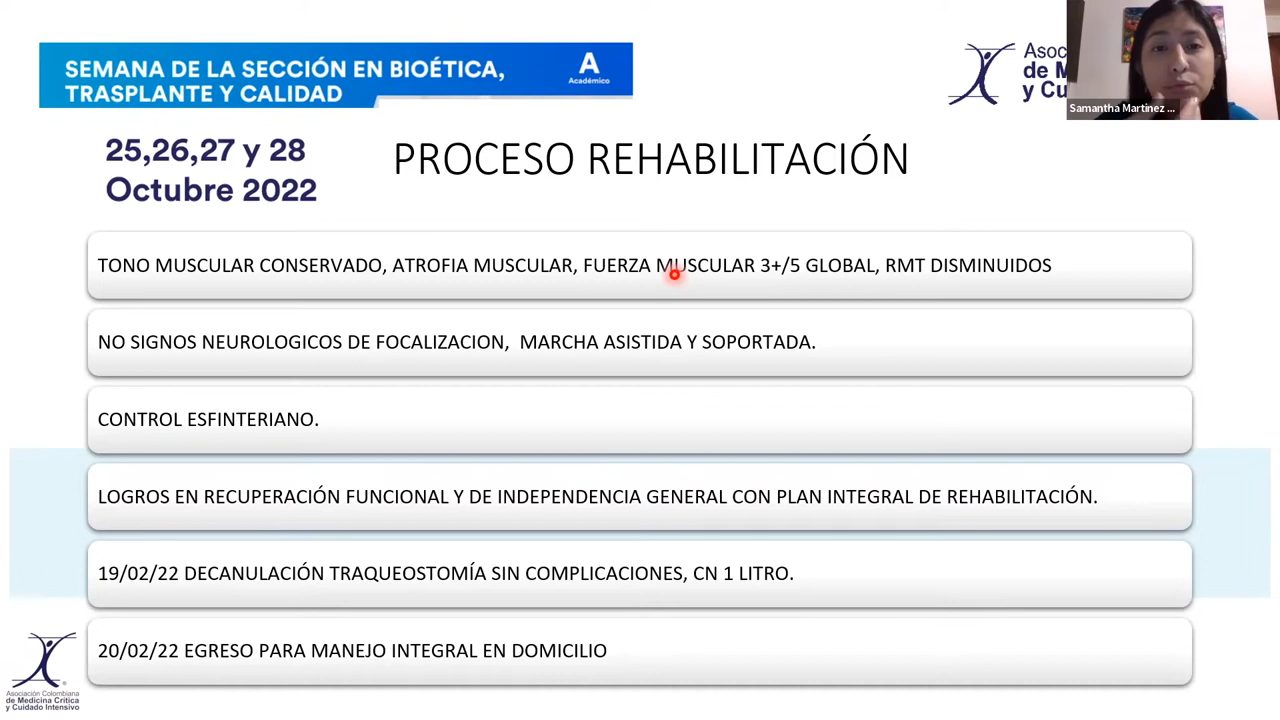 SEMANA DE LA SECCIÓN EN BIOÉTICA,
TRASPLANTE Y CALIDAD
A
Académico
Asoc
de M
y Cu
Samantha Martinez ...
25,26,27 y 28
Octubre 2022
PROCESO REHABILITACIÓN
TONO MUSCULAR CONSERVADO, ATROFIA MUSCULAR, FUERZA MUSCULAR 3+/5 GLOBAL, RMT DISMINUIDOS
NO SIGNOS NEUROLOGICOS DE FOCALIZACION, MARCHA ASISTIDA Y SOPORTADA.
CONTROL ESFINTERIANO.
LOGROS EN RECUPERACIÓN FUNCIONAL Y DE INDEPENDENCIA GENERAL CON PLAN INTEGRAL DE REHABILITACIÓN.
19/02/22 DECANULACIÓN TRAQUEOSTOMÍA SIN COMPLICACIONES, CN 1 LITRO.
20/02/22 EGRESO PARA MANEJO INTEGRAL EN DOMICILIO
Asociación Colombiana
de Medicina Crítica
y Cuidado Intensivo